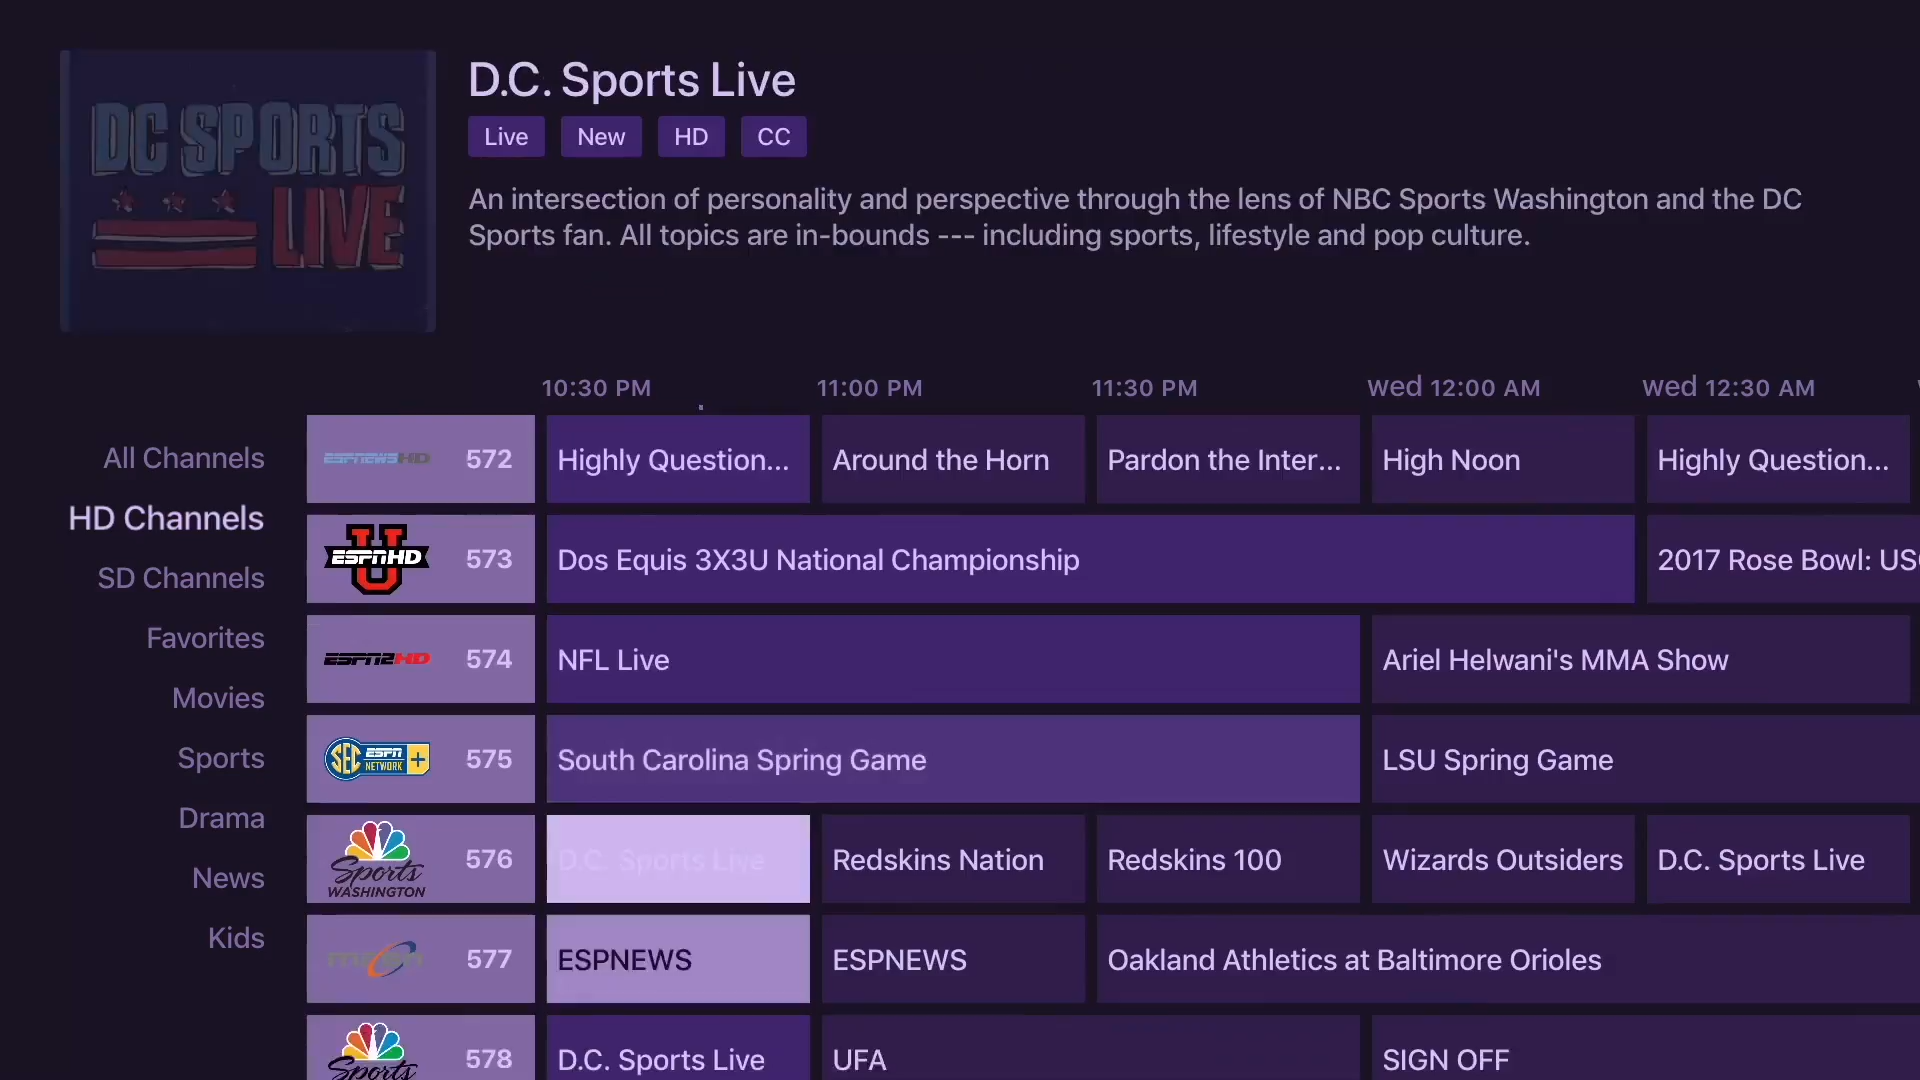 DC SPORTS
LIVE
D.C. Sports Live
Live New HD CC
An intersection of personality and perspective through the lens of NBC Sports Washington and the DC
Sports fan. All topics are in-bounds --- including sports, lifestyle and pop culture.
10:30 PM 11:00 PM 11:30 PM Wed 12:00 AM Wed 12:30 AM
All Channels
HD Channels
SD Channels
Favorites
Movies
Sports
Drama
News
Kids
ESPNEWSHD 572 Highly Question... Around the Horn Pardon the Inter... High Noon Highly Question...
U ESPNHD 573 Dos Equis 3X3U National Championship 2017 Rose Bowl: US
ESPN2HD 574 NFL Live Ariel Helwani's MMA Show
SEC ESPN NETWORK + 575 South Carolina Spring Game LSU Spring Game
Sports WASHINGTON 576 D.C. Sports Live Redskins Nation Redskins 100 Wizards Outsiders D.C. Sports Live
577 ESPNEWS ESPNEWS Oakland Athletics at Baltimore Orioles
Sports 578 D.C. Sports Live UFA SIGN OFF